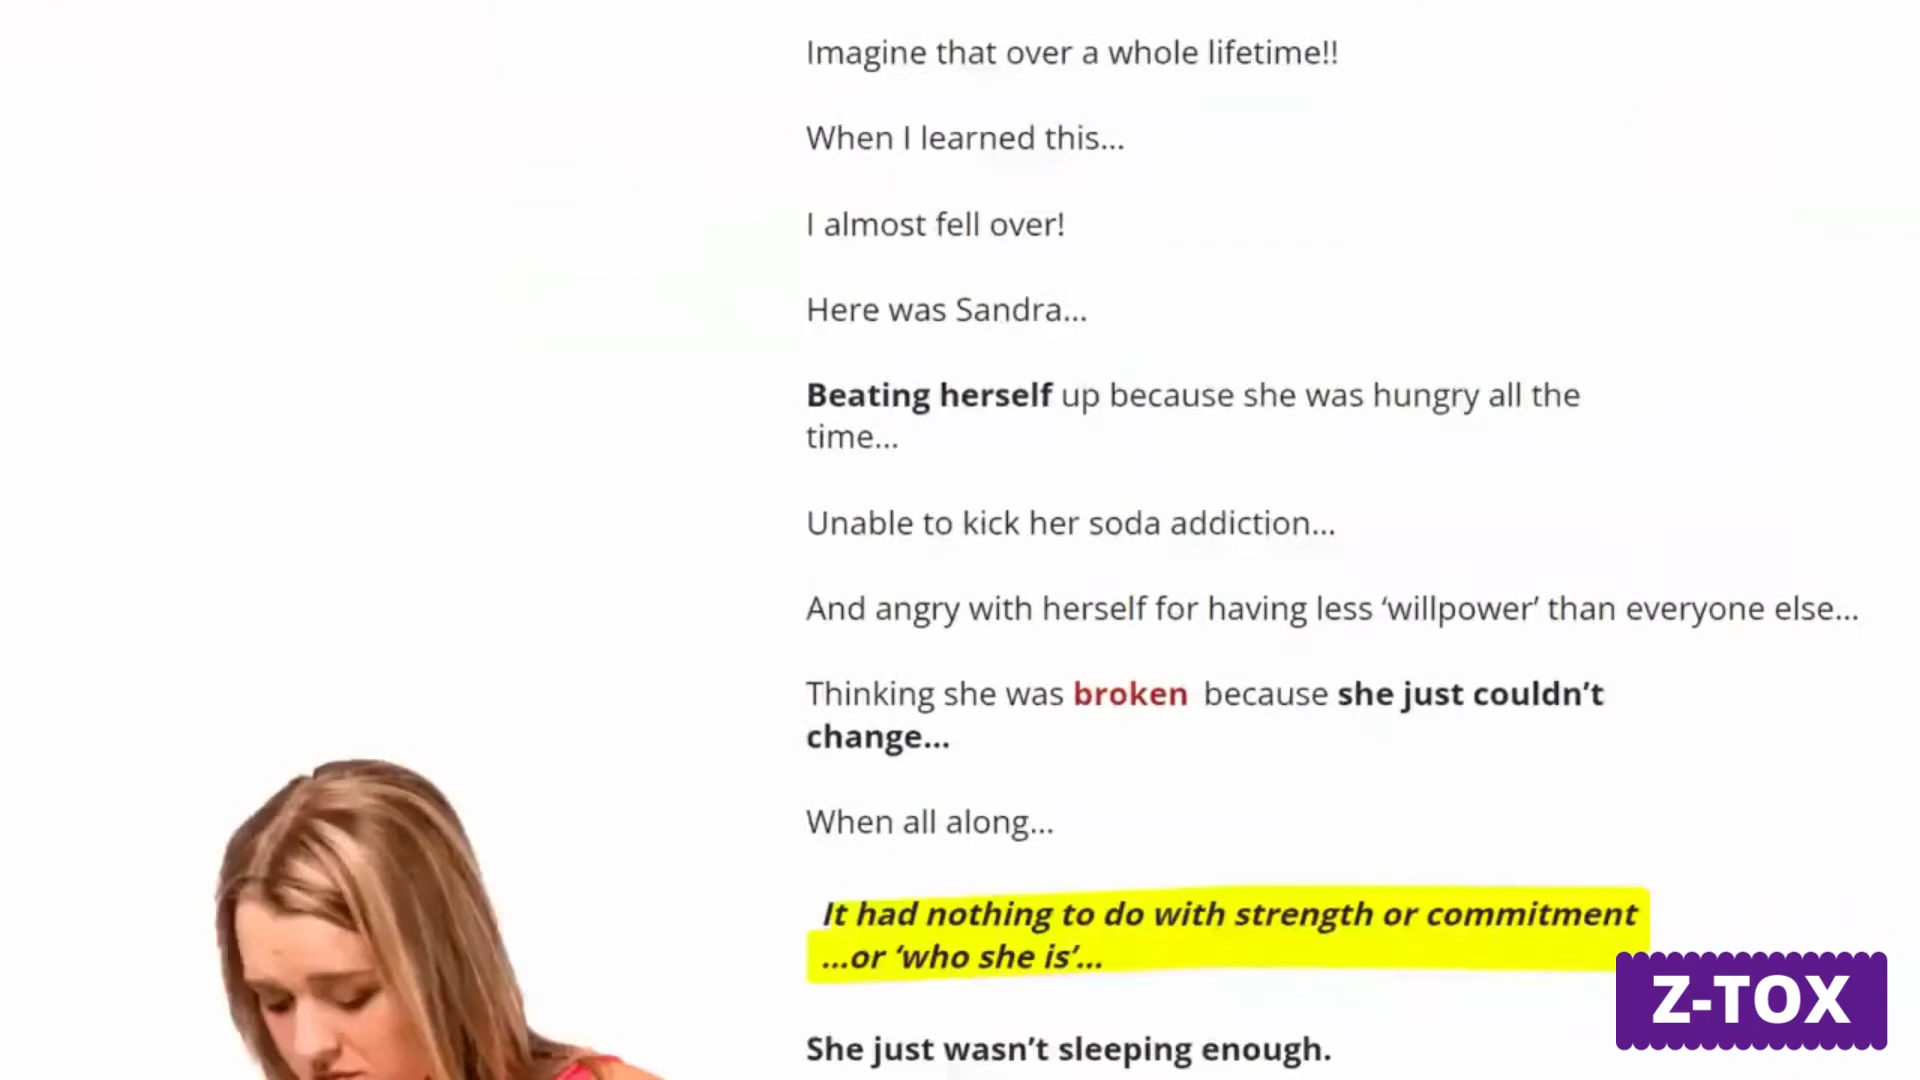 Imagine that over a whole lifetime!!
When I learned this...
I almost fell over!
Here was Sandra...
Beating herself up because she was hungry all the
time...
Unable to kick her soda addiction...
And angry with herself for having less ‘willpower’ than everyone else...
Thinking she was broken because she just couldn’t
change...
When all along...
It had nothing to do with strength or commitment
...or ‘who she is’...
She just wasn’t sleeping enough.
Z-TOX